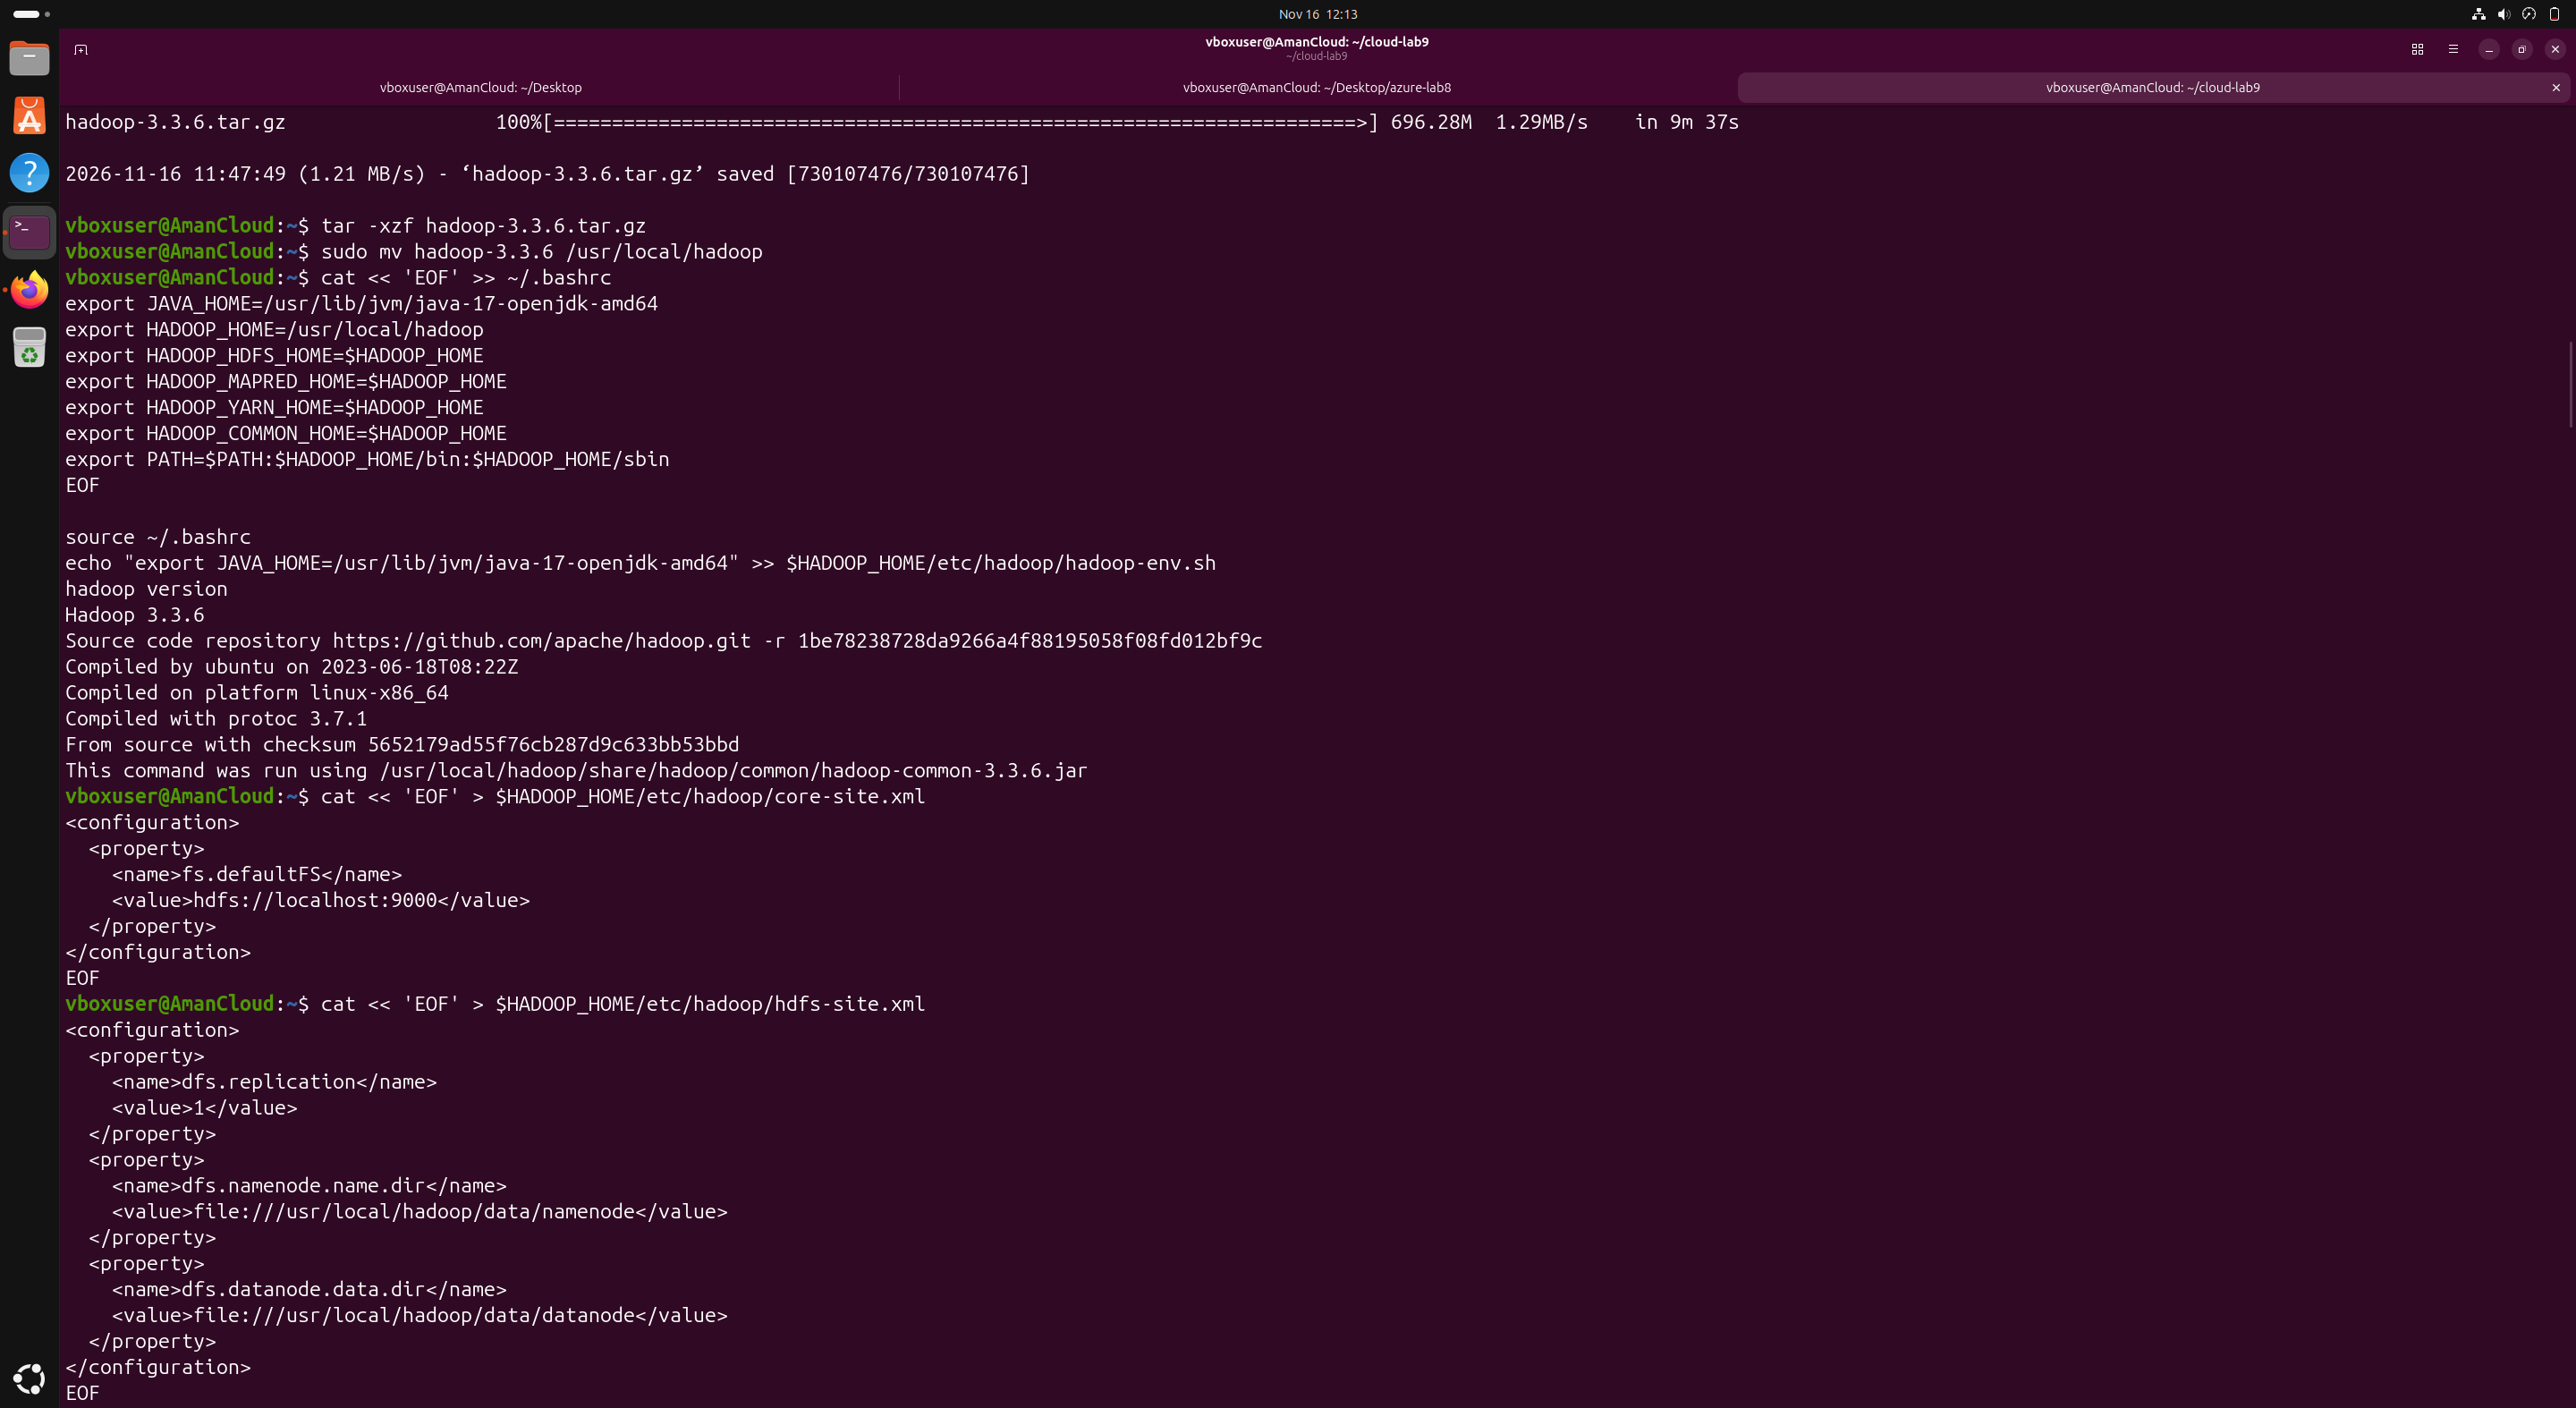 Nov 16 12:13
vboxuser@AmanCloud: ~/cloud-lab9
~/cloud-lab9
vboxuser@AmanCloud: ~/Desktop
vboxuser@AmanCloud: ~/Desktop/azure-lab8
vboxuser@AmanCloud: ~/cloud-lab9
hadoop-3.3.6.tar.gz 100%[=====================================================================>] 696.28M 1.29MB/s in 9m 37s
2026-11-16 11:47:49 (1.21 MB/s) - ‘hadoop-3.3.6.tar.gz’ saved [730107476/730107476]
vboxuser@AmanCloud:~$ tar -xzf hadoop-3.3.6.tar.gz
vboxuser@AmanCloud:~$ sudo mv hadoop-3.3.6 /usr/local/hadoop
vboxuser@AmanCloud:~$ cat << 'EOF' >> ~/.bashrc
export JAVA_HOME=/usr/lib/jvm/java-17-openjdk-amd64
export HADOOP_HOME=/usr/local/hadoop
export HADOOP_HDFS_HOME=$HADOOP_HOME
export HADOOP_MAPRED_HOME=$HADOOP_HOME
export HADOOP_YARN_HOME=$HADOOP_HOME
export HADOOP_COMMON_HOME=$HADOOP_HOME
export PATH=$PATH:$HADOOP_HOME/bin:$HADOOP_HOME/sbin
EOF
source ~/.bashrc
echo "export JAVA_HOME=/usr/lib/jvm/java-17-openjdk-amd64" >> $HADOOP_HOME/etc/hadoop/hadoop-env.sh
hadoop version
Hadoop 3.3.6
Source code repository https://github.com/apache/hadoop.git -r 1be78238728da9266a4f88195058f08fd012bf9c
Compiled by ubuntu on 2023-06-18T08:22Z
Compiled on platform linux-x86_64
Compiled with protoc 3.7.1
From source with checksum 5652179ad55f76cb287d9c633bb53bbd
This command was run using /usr/local/hadoop/share/hadoop/common/hadoop-common-3.3.6.jar
vboxuser@AmanCloud:~$ cat << 'EOF' > $HADOOP_HOME/etc/hadoop/core-site.xml
<configuration>
  <property>
    <name>fs.defaultFS</name>
    <value>hdfs://localhost:9000</value>
  </property>
</configuration>
EOF
vboxuser@AmanCloud:~$ cat << 'EOF' > $HADOOP_HOME/etc/hadoop/hdfs-site.xml
<configuration>
  <property>
    <name>dfs.replication</name>
    <value>1</value>
  </property>
  <property>
    <name>dfs.namenode.name.dir</name>
    <value>file:///usr/local/hadoop/data/namenode</value>
  </property>
  <property>
    <name>dfs.datanode.data.dir</name>
    <value>file:///usr/local/hadoop/data/datanode</value>
  </property>
</configuration>
EOF